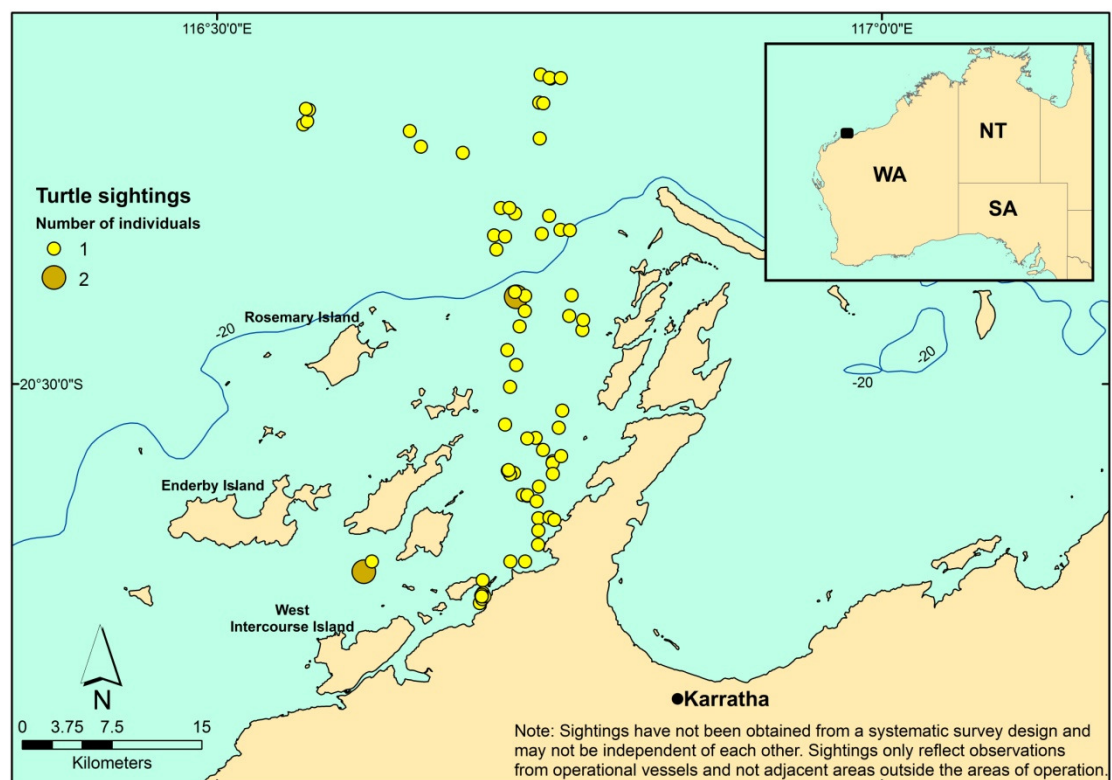 116°30'0"E
117°0'0"E
NT
WA
SA
Turtle sightings
Number of individuals
1
2
Rosemary Island
-20
-20
20°30'0"S
-20
Enderby Island
West
Intercourse Island
N
Karratha
0 3.75 7.5 15
Kilometers
Note: Sightings have not been obtained from a systematic survey design and
may not be independent of each other. Sightings only reflect observations
from operational vessels and not adjacent areas outside the areas of operation